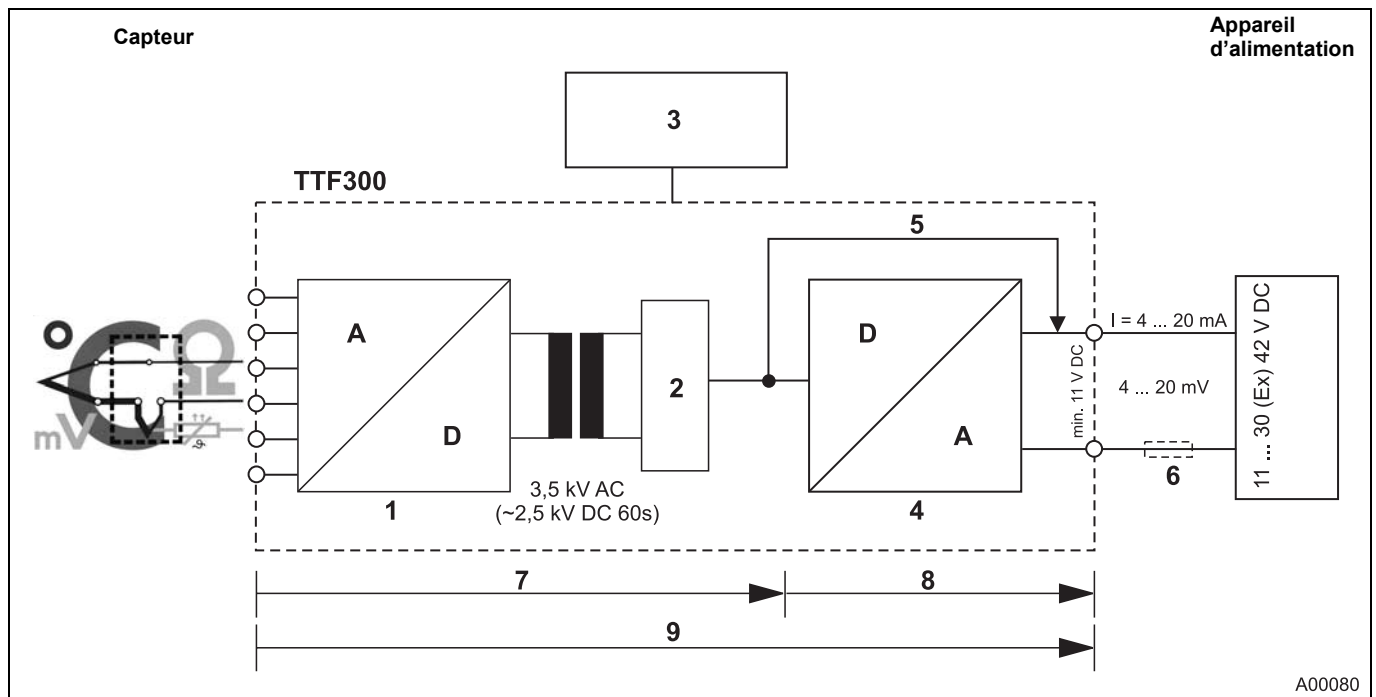 Capteur
Appareil
d'alimentation
3
TTF300
5
A
D
1
3,5 kV AC
(~2,5 kV DC 60s)
2
D
A
4
min. 11 V DC
I = 4 ... 20 mA
4 ... 20 mV
6
11 ... 30 (Ex) 42 V DC
°C
Ω
mV
ϑ
7
8
9
A00080